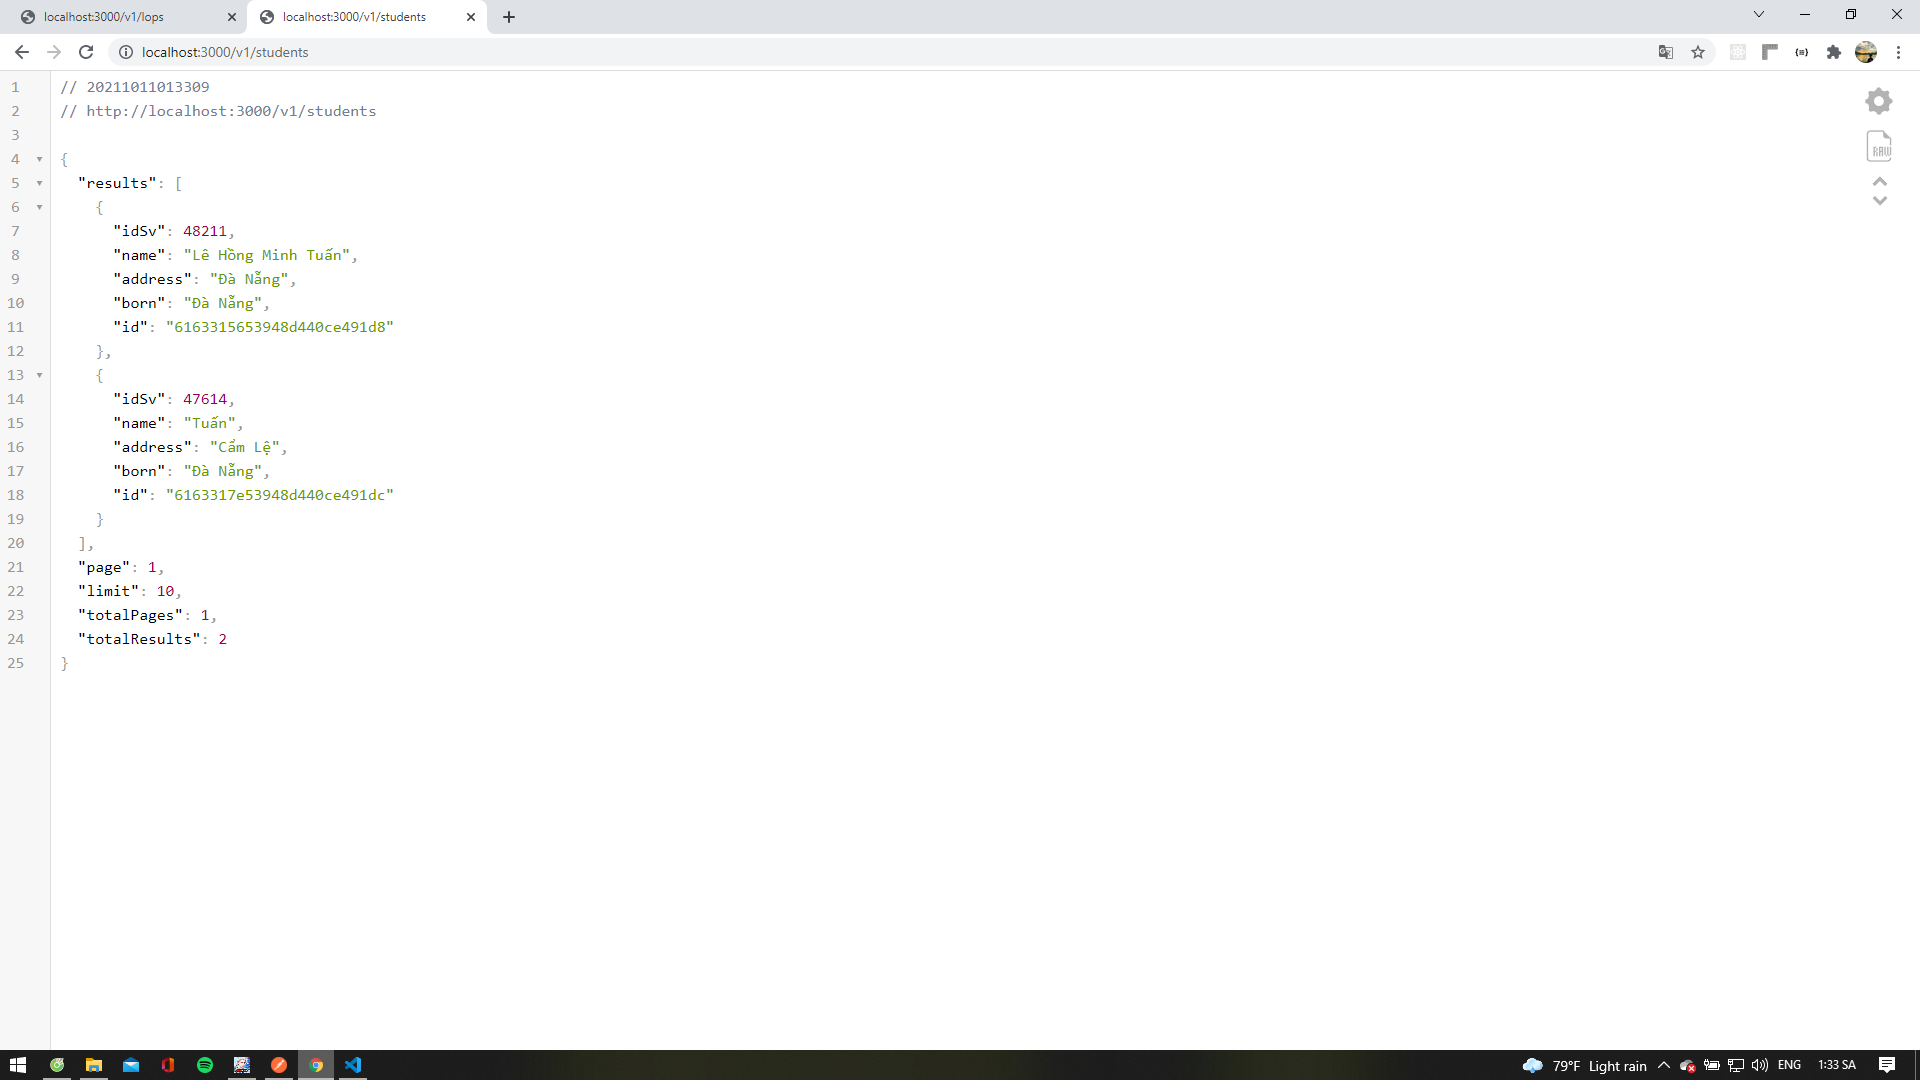 localhost:3000/v1/lops
localhost:3000/v1/students
localhost:3000/v1/students
1 // 20211011013309
2 // http://localhost:3000/v1/students
3
4 {
5 "results": [
6 {
7 "idSv": 48211,
8 "name": "Lê Hồng Minh Tuấn",
9 "address": "Đà Nẵng",
10 "born": "Đà Nẵng",
11 "id": "6163315653948d440ce491d8"
12 },
13 {
14 "idSv": 47614,
15 "name": "Tuấn",
16 "address": "Cẩm Lệ",
17 "born": "Đà Nẵng",
18 "id": "6163317e53948d440ce491dc"
19 }
20 ],
21 "page": 1,
22 "limit": 10,
23 "totalPages": 1,
24 "totalResults": 2
25 }
RAW
79°F Light rain
ENG
1:33 SA